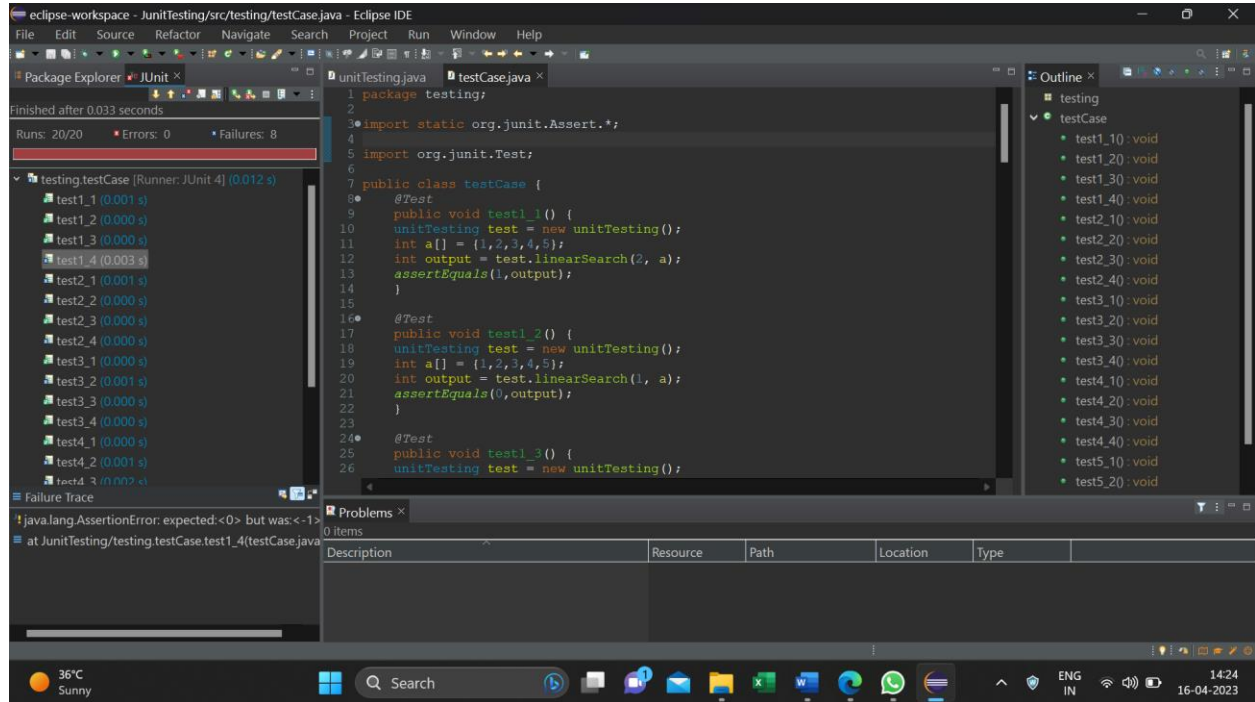 eclipse-workspace - JunitTesting/src/testing/testCase.java - Eclipse IDE
File Edit Source Refactor Navigate Search Project Run Window Help
Package Explorer JUnit
Finished after 0.033 seconds
Runs: 20/20 Errors: 0 Failures: 8
testing.testCase [Runner: JUnit 4] (0.012 s)
test1_1 (0.001 s)
test1_2 (0.000 s)
test1_3 (0.000 s)
test1_4 (0.003 s)
test2_1 (0.001 s)
test2_2 (0.000 s)
test2_3 (0.000 s)
test2_4 (0.000 s)
test3_1 (0.000 s)
test3_2 (0.001 s)
test3_3 (0.000 s)
test3_4 (0.000 s)
test4_1 (0.000 s)
test4_2 (0.001 s)
test4_3 (0.002 s)
Failure Trace
java.lang.AssertionError: expected:<0> but was:<-1>
at JunitTesting/testing.testCase.test1_4(testCase.java
unitTesting.java testCase.java
1 package testing;
2
3 import static org.junit.Assert.*;
4
5 import org.junit.Test;
6
7 public class testCase {
8 @Test
9 public void test1_1() {
10 unitTesting test = new unitTesting();
11 int a[] = {1,2,3,4,5};
12 int output = test.linearSearch(2, a);
13 assertEquals(1,output);
14 }
15
16 @Test
17 public void test1_2() {
18 unitTesting test = new unitTesting();
19 int a[] = {1,2,3,4,5};
20 int output = test.linearSearch(1, a);
21 assertEquals(0,output);
22 }
23
24 @Test
25 public void test1_3() {
26 unitTesting test = new unitTesting();
Outline
testing
testCase
test1_1() : void
test1_2() : void
test1_3() : void
test1_4() : void
test2_1() : void
test2_2() : void
test2_3() : void
test2_4() : void
test3_1() : void
test3_2() : void
test3_3() : void
test3_4() : void
test4_1() : void
test4_2() : void
test4_3() : void
test4_4() : void
test5_1() : void
test5_2() : void
Problems
0 items
Description Resource Path Location Type
36°C
Sunny
Search
1
ENG
IN
14:24
16-04-2023